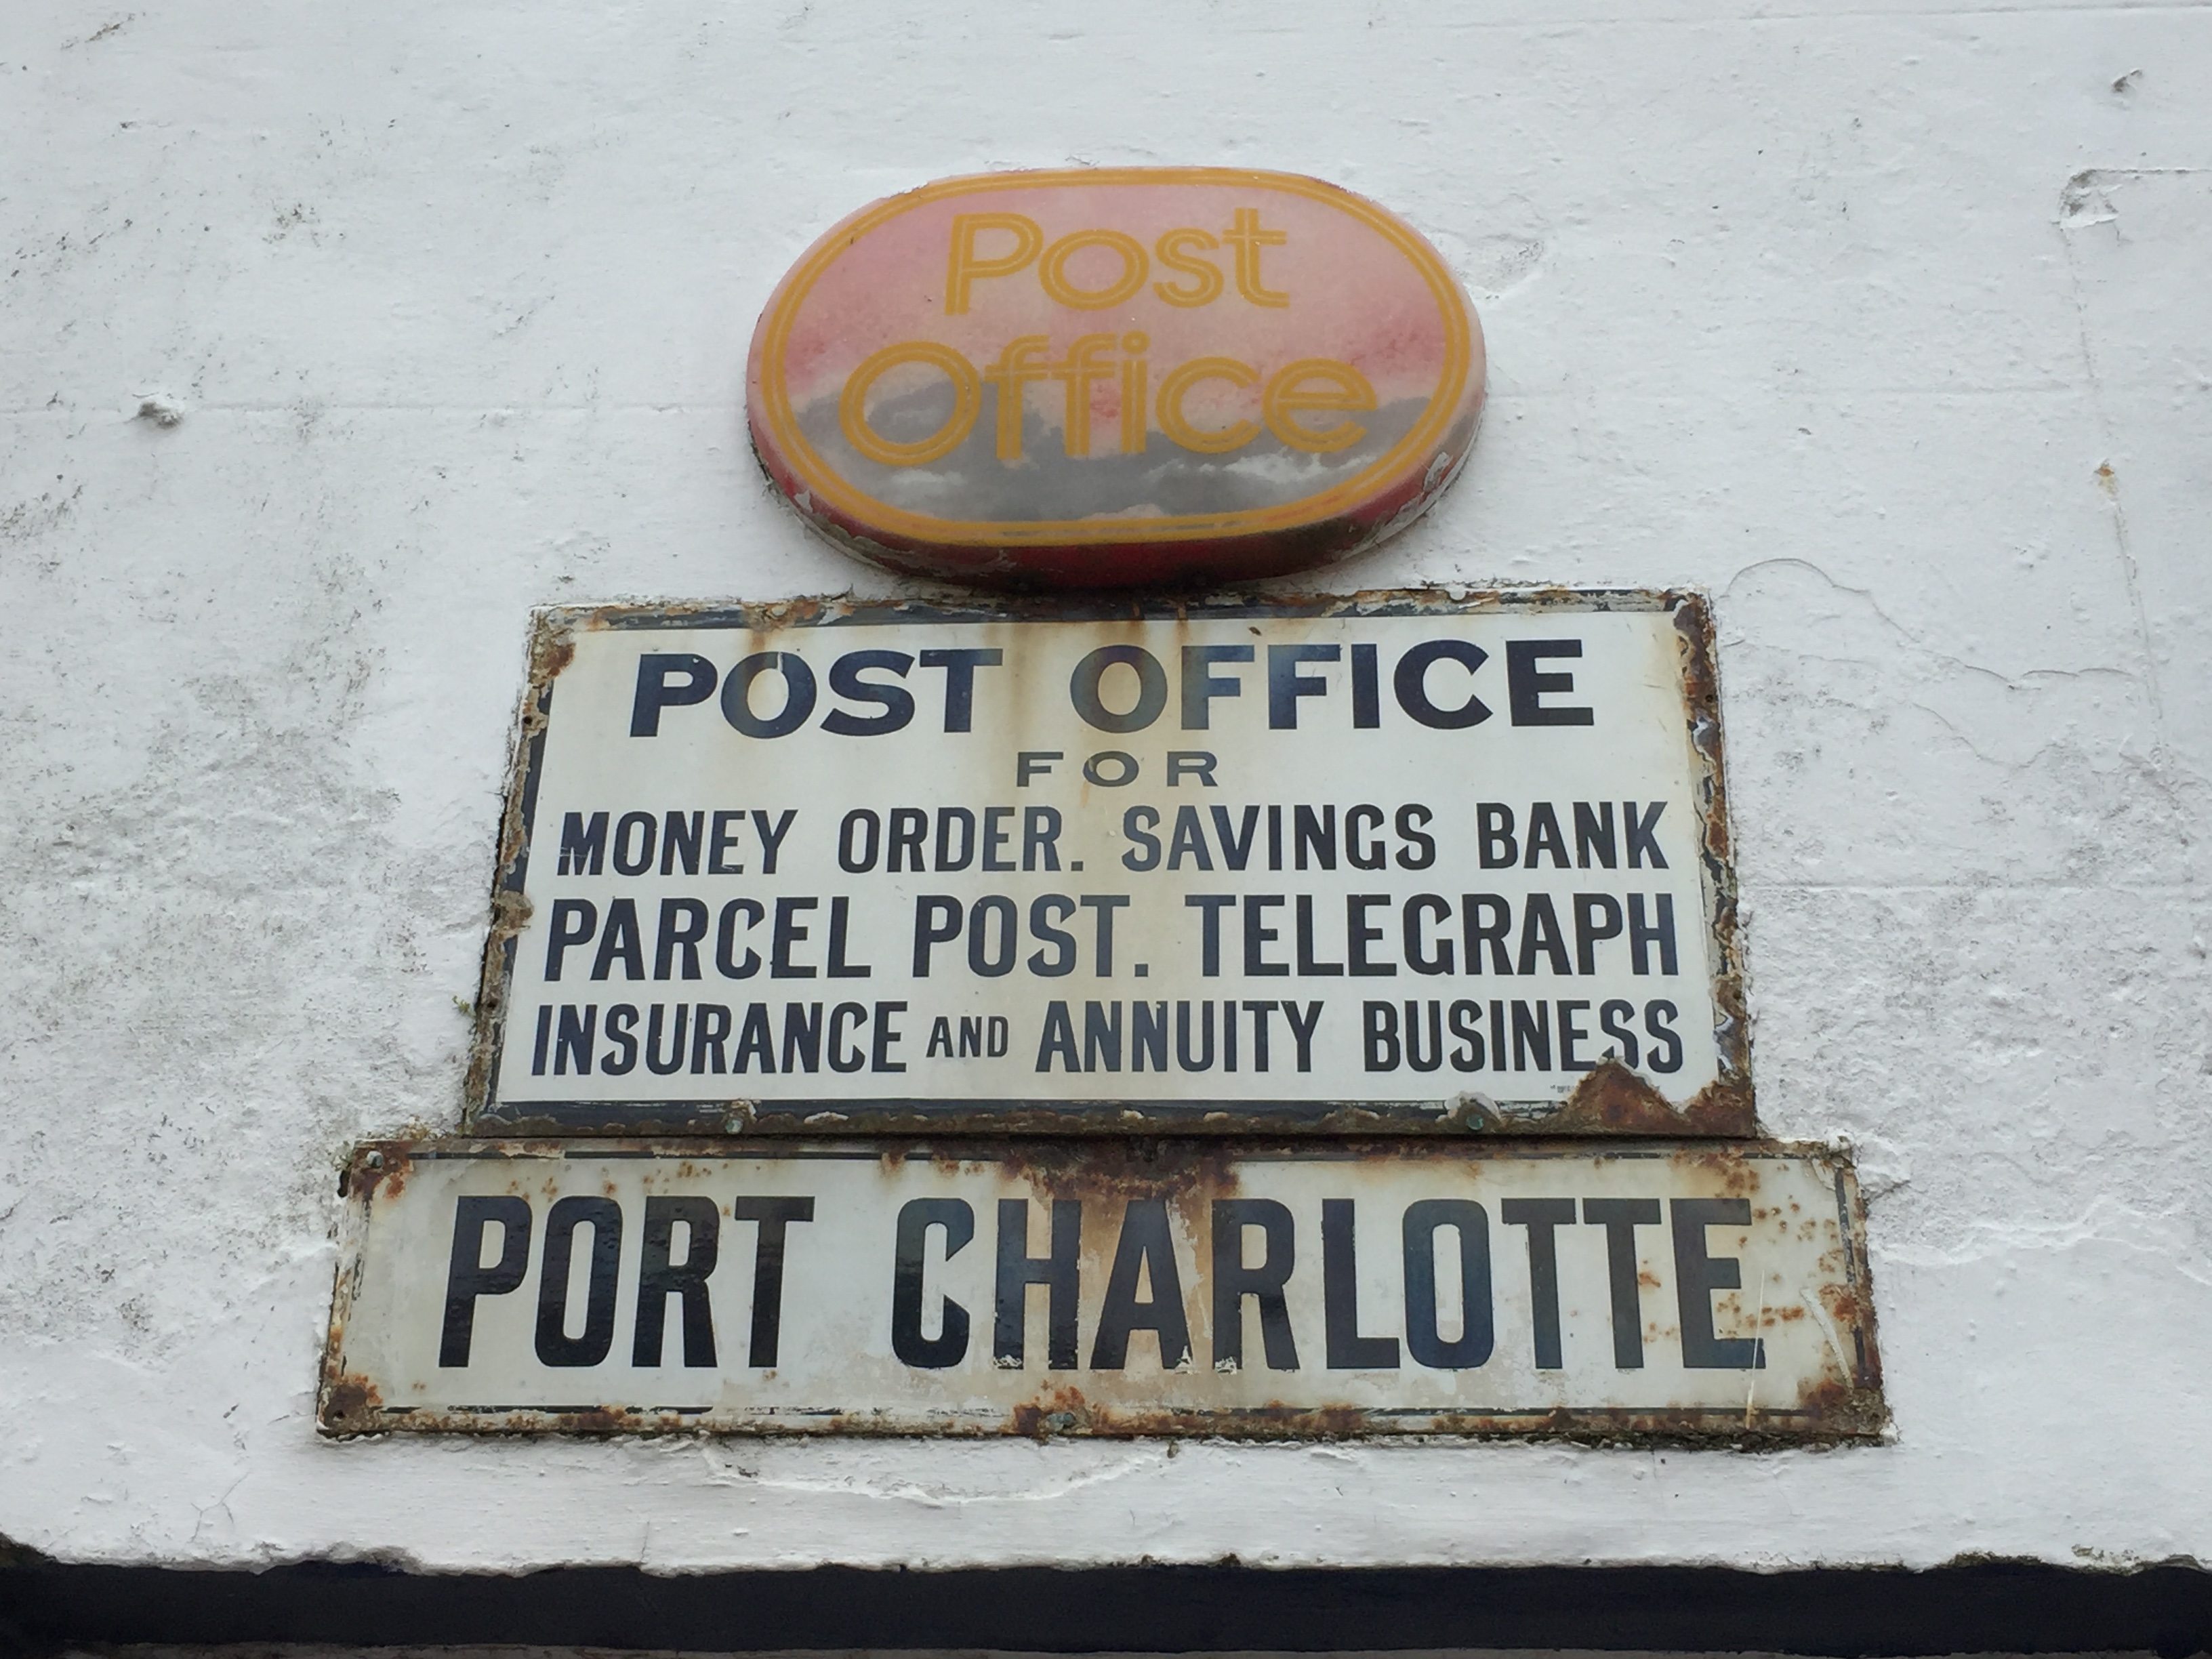 Post
Office
POST OFFICE
FOR
MONEY ORDER. SAVINGS BANK
PARCEL POST. TELEGRAPH
INSURANCE AND ANNUITY BUSINESS
PORT CHARLOTTE